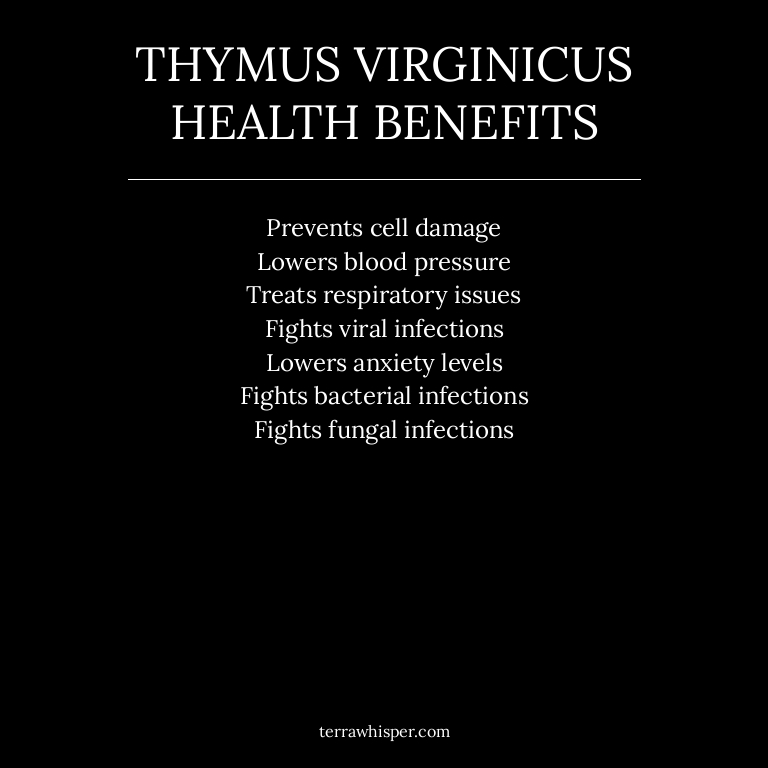 THYMUS VIRGINICUS
HEALTH BENEFITS
Prevents cell damage
Lowers blood pressure
Treats respiratory issues
Fights viral infections
Lowers anxiety levels
Fights bacterial infections
Fights fungal infections
terrawhisper.com